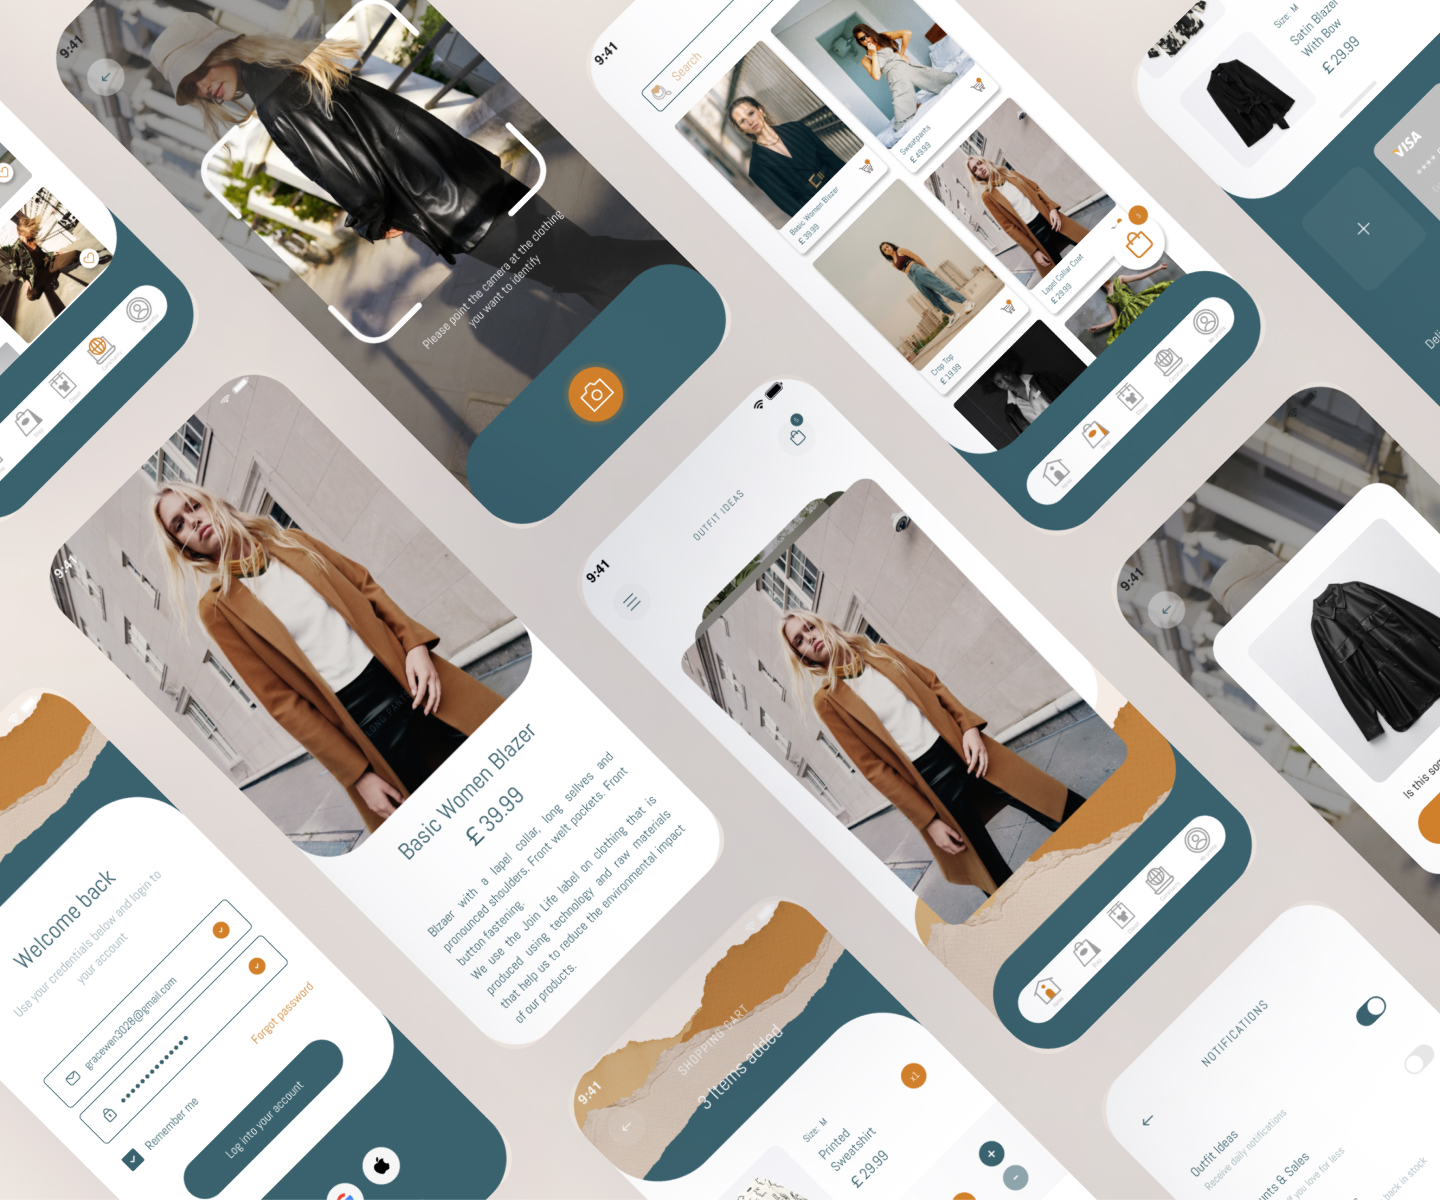 9:41
Please point the camera at the clothing
you want to identify
9:41
Search
Basic Women Blazer
£ 39.99
Sweatpants
£ 49.99
Crop Top
£ 19.99
Lapel Collar Coat
£ 29.99
Size: M
Satin Blazer
With Bow
£ 29.99
VISA
9:41
Basic Women Blazer
£ 39.99
Blzaer with a lapel collar, long sellves and
pronounced shoulders. Front welt pockets. Front
button fastening.
We use the Join Life label on clothing that is
produced using technology and raw materials
that help us to reduce the environmental impact
of our products.
9:41
OUTFIT IDEAS
9:41
Is this
Welcome back
Use your credentials below and login to
your account
gracewen3028@gmail.com
Forgot password
Remember me
Log into your account
9:41
SHOPPING CART
3 Items added
x1
Size: M
Printed
Sweatshirt
£ 29.99
NOTIFICATIONS
Outfit Ideas
Receive daily notifications
& Sales
you love for less
back in stock